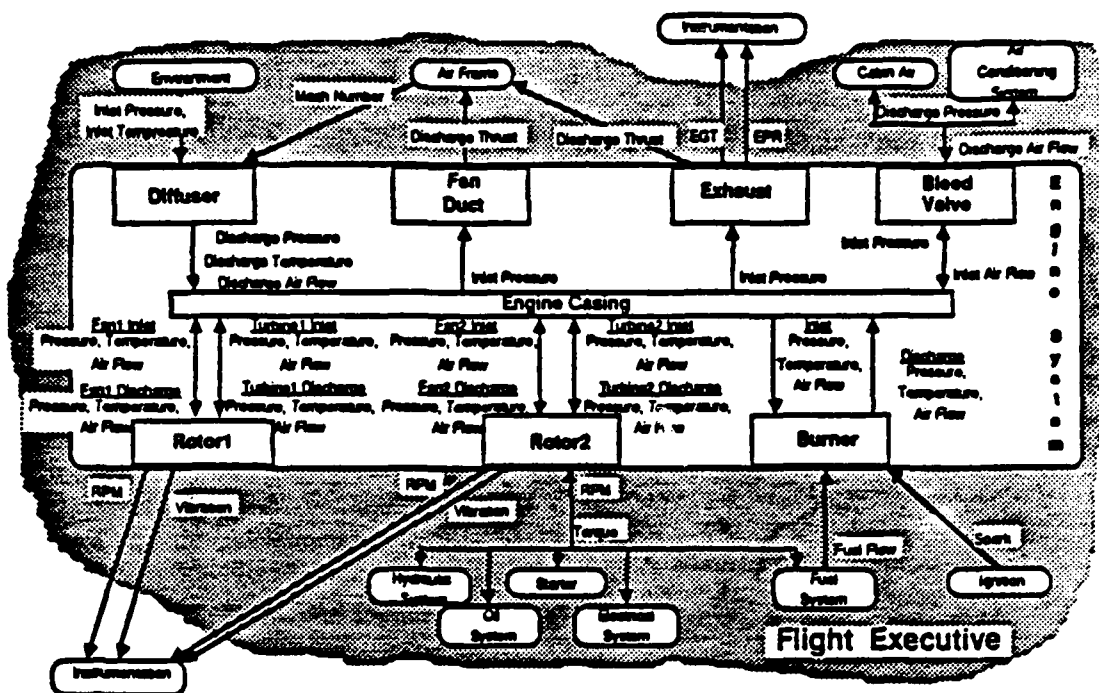 Instrumentation
Environment
Air Frame
Cabin Air
Air
Conditioning
System
Mach Number
Inlet Pressure,
Inlet Temperature
Discharge Thrust
Discharge Thrust
EGT
EPR
Discharge Pressure
Discharge Air Flow
Diffuser
Fan
Duct
Exhaust
Bleed
Valve
Engine System
Discharge Pressure
Discharge Temperature
Discharge Air Flow
Inlet Pressure
Inlet Pressure
Inlet Pressure
Inlet Air Flow
Engine Casing
Fan1 Inlet
Pressure, Temperature,
Air Flow
Fan1 Discharge
Pressure, Temperature,
Air Flow
Turbine1 Inlet
Pressure, Temperature,
Air Flow
Turbine1 Discharge
Pressure, Temperature,
Air Flow
Fan2 Inlet
Pressure, Temperature,
Air Flow
Fan2 Discharge
Pressure, Temperature,
Air Flow
Turbine2 Inlet
Pressure, Temperature,
Air Flow
Turbine2 Discharge
Pressure, Temperature,
Air Flow
Inlet
Pressure,
Temperature,
Air Flow
Discharge
Pressure,
Temperature,
Air Flow
Rotor1
Rotor2
Burner
RPM
Vibration
RPM
Vibration
RPM
Torque
Fuel Flow
Spark
Hydraulic
System
Starter
Fuel
System
Ignition
Oil
System
Electrical
System
Flight Executive
Instrumentation